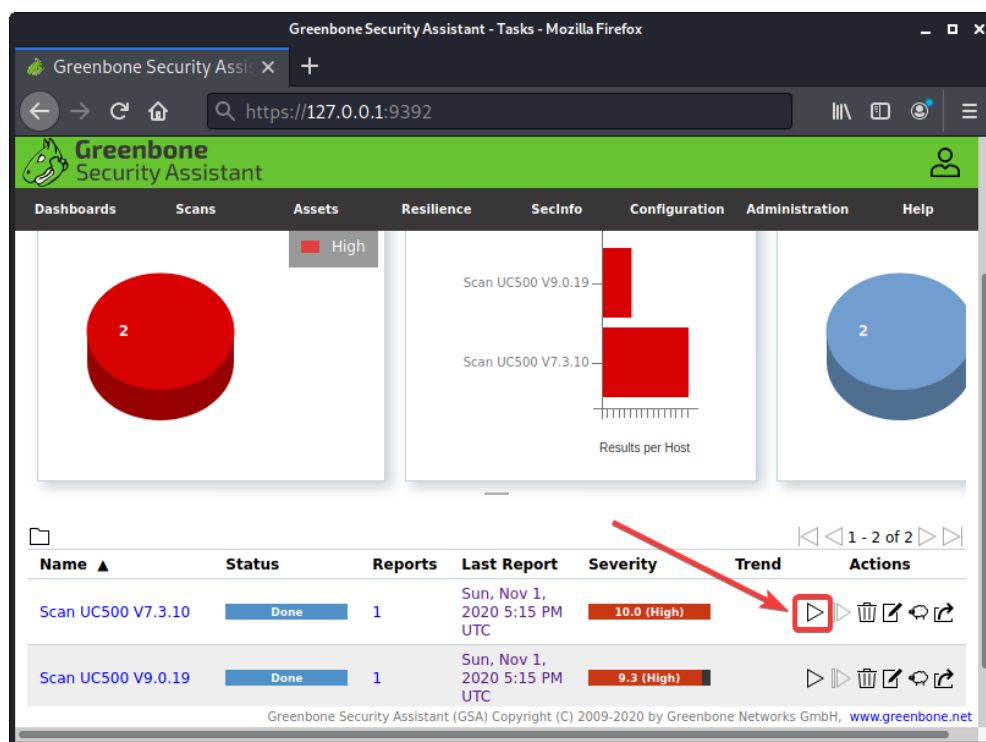 Greenbone Security Assistant - Tasks - Mozilla Firefox
Greenbone Security Assis
https://127.0.0.1:9392
Greenbone
Security Assistant
Dashboards Scans Assets Resilience SecInfo Configuration Administration Help
High
2
Scan UC500 V9.0.19
Scan UC500 V7.3.10
Results per Host
2
1 - 2 of 2
Name ▲ Status Reports Last Report Severity Trend Actions
Scan UC500 V7.3.10 Done 1 Sun, Nov 1, 2020 5:15 PM UTC 10.0 (High)
Scan UC500 V9.0.19 Done 1 Sun, Nov 1, 2020 5:15 PM UTC 9.3 (High)
Greenbone Security Assistant (GSA) Copyright (C) 2009-2020 by Greenbone Networks GmbH, www.greenbone.net